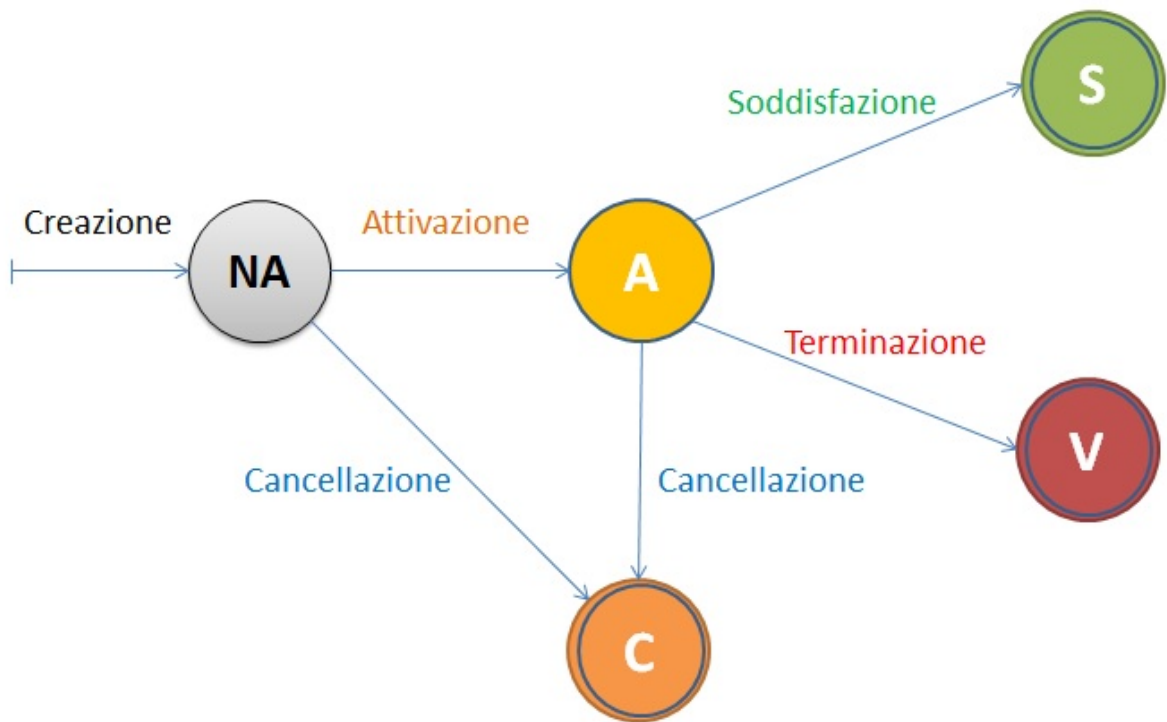 S
Soddisfazione
Creazione
Attivazione
NA
A
Terminazione
V
Cancellazione
Cancellazione
C